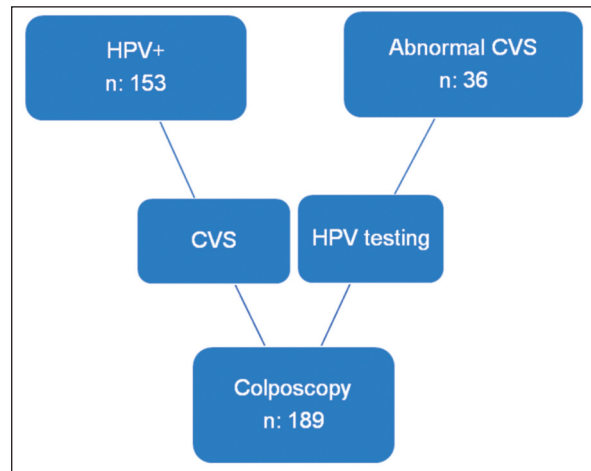 HPV+
n: 153
Abnormal CVS
n: 36
CVS
HPV testing
Colposcopy
n: 189